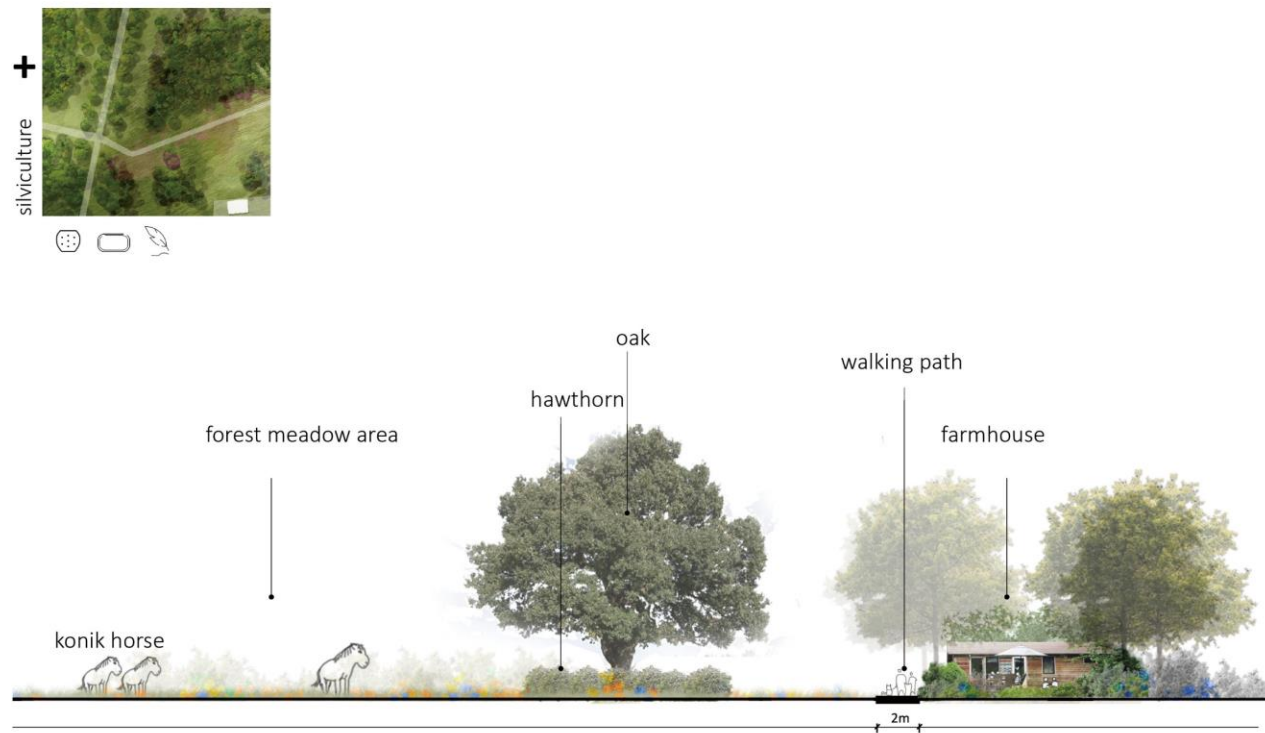 +
silviculture
oak
walking path
hawthorn
forest meadow area
farmhouse
konik horse
2m